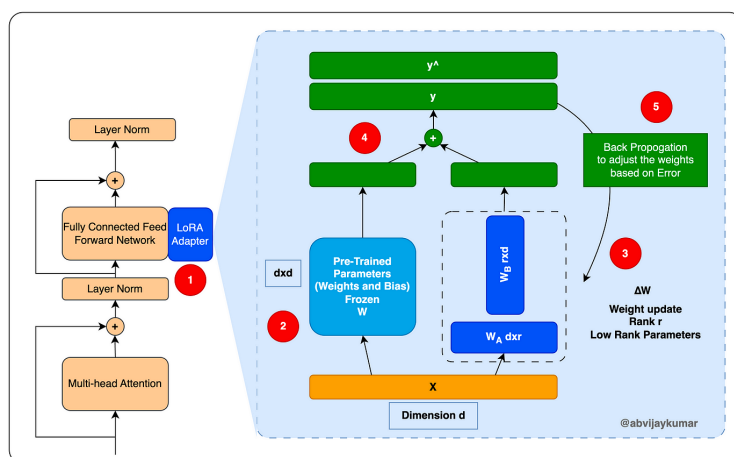 y^
y
5
4
Layer Norm
+
+
Back Propogation
to adjust the weights
based on Error
Fully Connected Feed
Forward Network
LoRA
Adapter
1
dxd
Pre-Trained
Parameters
(Weights and Bias)
Frozen
W
W_B rxd
3
Layer Norm
2
ΔW
Weight update
Rank r
Low Rank Parameters
+
W_A dxr
Multi-head Attention
X
Dimension d
@abvijaykumar